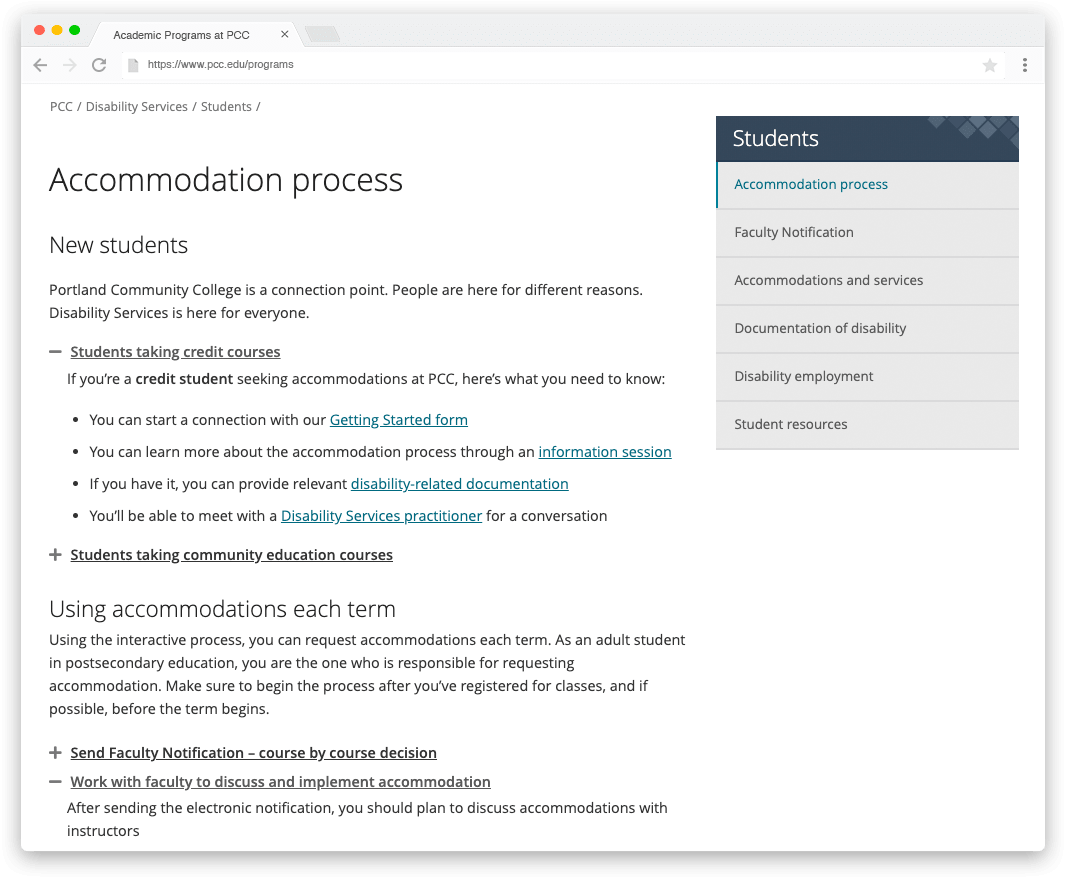 Academic Programs at PCC
https://www.pcc.edu/programs
PCC / Disability Services / Students /
Accommodation process
New students
Portland Community College is a connection point. People are here for different reasons.
Disability Services is here for everyone.
Students taking credit courses
If you’re a credit student seeking accommodations at PCC, here’s what you need to know:
• You can start a connection with our Getting Started form
• You can learn more about the accommodation process through an information session
• If you have it, you can provide relevant disability-related documentation
• You’ll be able to meet with a Disability Services practitioner for a conversation
Students taking community education courses
Using accommodations each term
Using the interactive process, you can request accommodations each term. As an adult student
in postsecondary education, you are the one who is responsible for requesting
accommodation. Make sure to begin the process after you’ve registered for classes, and if
possible, before the term begins.
Send Faculty Notification – course by course decision
Work with faculty to discuss and implement accommodation
After sending the electronic notification, you should plan to discuss accommodations with
instructors
Students
Accommodation process
Faculty Notification
Accommodations and services
Documentation of disability
Disability employment
Student resources